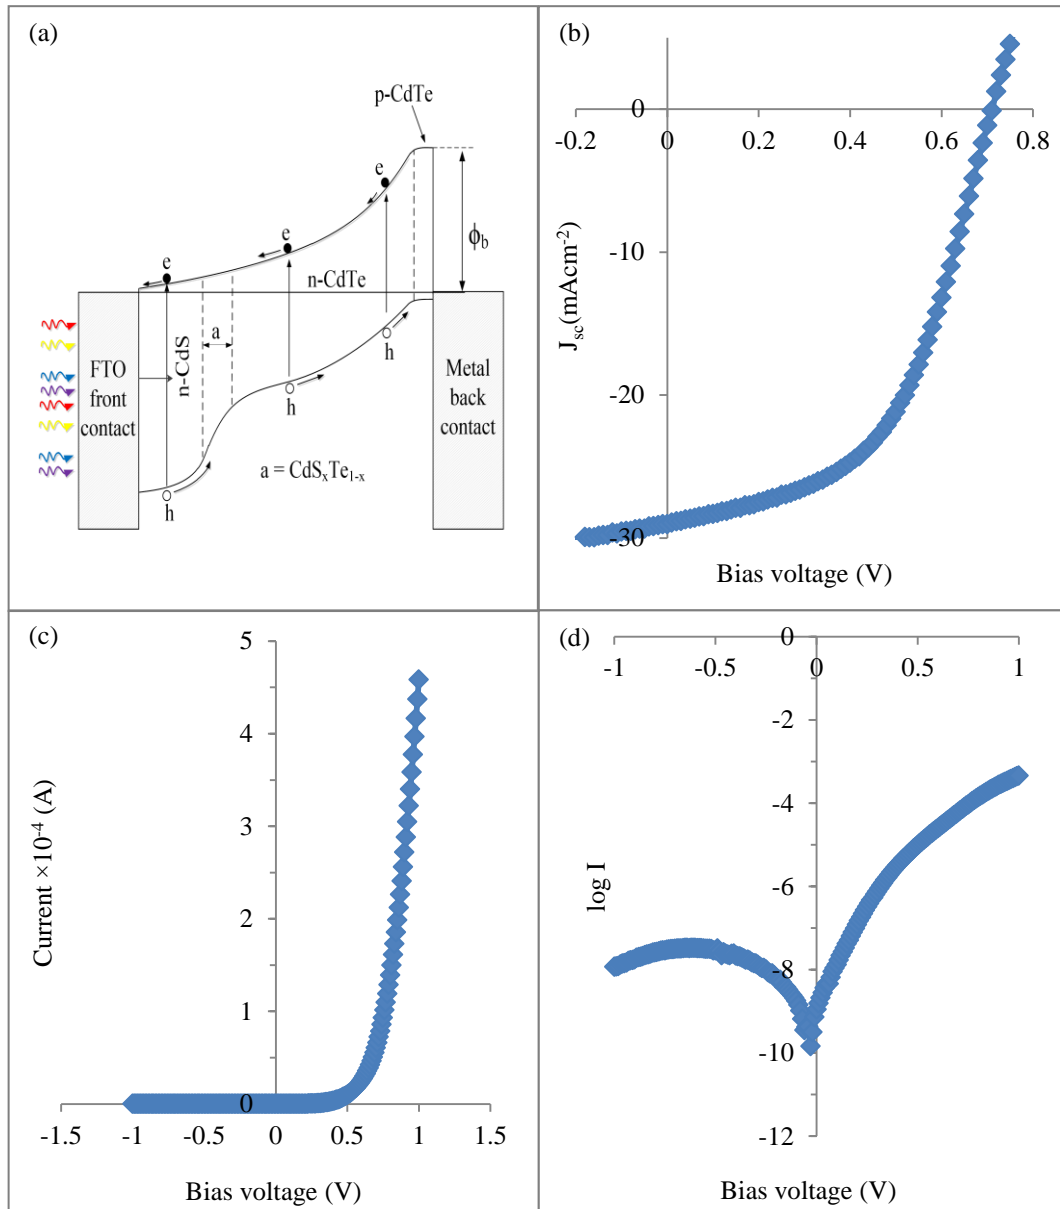 (a)
p-CdTe
e
e
ϕb
e
n-CdTe
a
h
n-CdS
FTO
front
contact
h
Metal
back
contact
a = CdSxTe1-x
h
(b)
0
-0.2 0 0.2 0.4 0.6 0.8
-10
-20
-30
Jsc(mAcm-2)
Bias voltage (V)
(c)
5
4
3
2
1
0
-1.5 -1 -0.5 0 0.5 1 1.5
Current ×10-4 (A)
Bias voltage (V)
(d)
0
-1 -0.5 0 0.5 1
-2
-4
-6
-8
-10
-12
log I
Bias voltage (V)